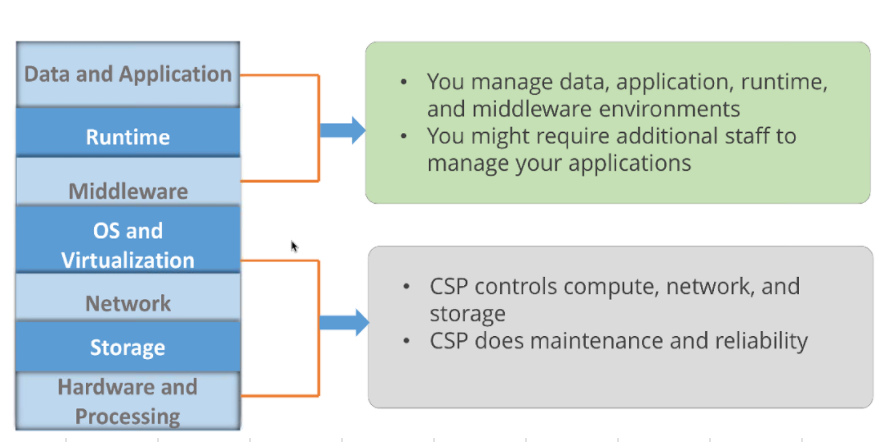 Data and Application
Runtime
Middleware
OS and
Virtualization
Network
Storage
Hardware and
Processing
• You manage data, application, runtime,
and middleware environments
• You might require additional staff to
manage your applications
• CSP controls compute, network, and
storage
• CSP does maintenance and reliability